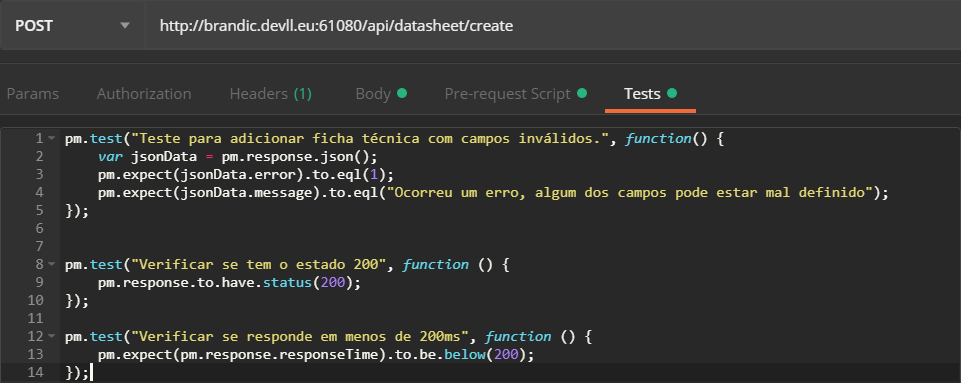 POST http://brandic.devll.eu:61080/api/datasheet/create
Params Authorization Headers (1) Body Pre-request Script Tests
1 pm.test("Teste para adicionar ficha técnica com campos inválidos.", function() {
2 var jsonData = pm.response.json();
3 pm.expect(jsonData.error).to.eql(1);
4 pm.expect(jsonData.message).to.eql("Ocorreu um erro, algum dos campos pode estar mal definido");
5 });
6
7
8 pm.test("Verificar se tem o estado 200", function () {
9 pm.response.to.have.status(200);
10 });
11
12 pm.test("Verificar se responde em menos de 200ms", function () {
13 pm.expect(pm.response.responseTime).to.be.below(200);
14 });